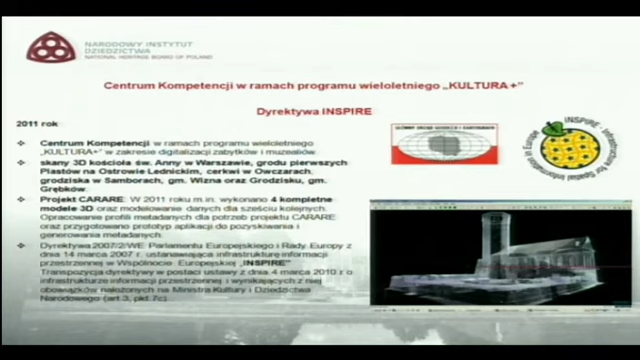 NARODOWY INSTYTUT
DZIEDZICTWA
NATIONAL HERITAGE BOARD OF POLAND
Centrum Kompetencji w ramach programu wieloletniego „KULTURA +”
Dyrektywa INSPIRE
2011 rok
Centrum Kompetencji w ramach programu wieloletniego
„KULTURA+” w zakresie digitalizacji zabytków i muzealiów.
skany 3D kościoła św. Anny w Warszawie, grodu pierwszych
Piastów na Ostrowie Lednickim, cerkwi w Owczarach,
grodziska w Samborach, gm. Wizna oraz Grodzisku, gm.
Grębków.
Projekt CARARE: W 2011 roku m.in. wykonano 4 kompletne
modele 3D oraz modelowanie danych dla sześciu kolejnych.
Opracowanie profili metadanych dla potrzeb projektu CARARE
oraz przygotowano prototyp aplikacji do pozyskiwania i
generowania metadanych.
Dyrektywa 2007/2/WE Parlamentu Europejskiego i Rady Europy z
dnia 14 marca 2007 r. ustanawiająca infrastrukturę informacji
przestrzennej w Wspólnocie Europejskiej „INSPIRE”
Transpozycja dyrektywy w postaci ustawy z dnia 4 marca 2010 r o
infrastrukturze informacji przestrzennej i wynikających z niej
obowiązków nałożonych na Ministra Kultury i Dziedzictwa
Narodowego (art.3, pkt.7c).
GŁÓWNY URZĄD GEODEZJI I KARTOGRAFII
INSPIRE - Infrastructure for Spatial Information in Europe